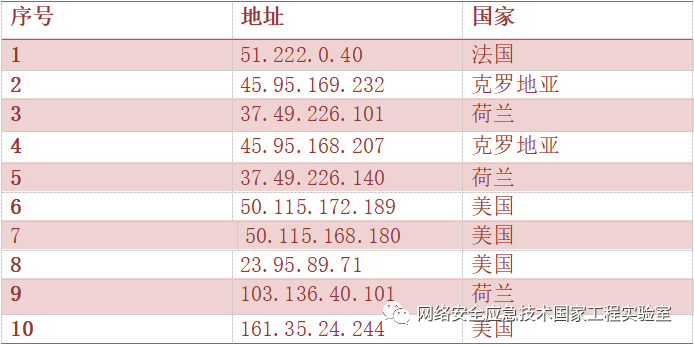 序号 地址 国家
1 51.222.0.40 法国
2 45.95.169.232 克罗地亚
3 37.49.226.101 荷兰
4 45.95.168.207 克罗地亚
5 37.49.226.140 荷兰
6 50.115.172.189 美国
7 50.115.168.180 美国
8 23.95.89.71 美国
9 103.136.40.101 荷兰
网络安全应急技术国家工程实验室
10 161.35.24.244 美国